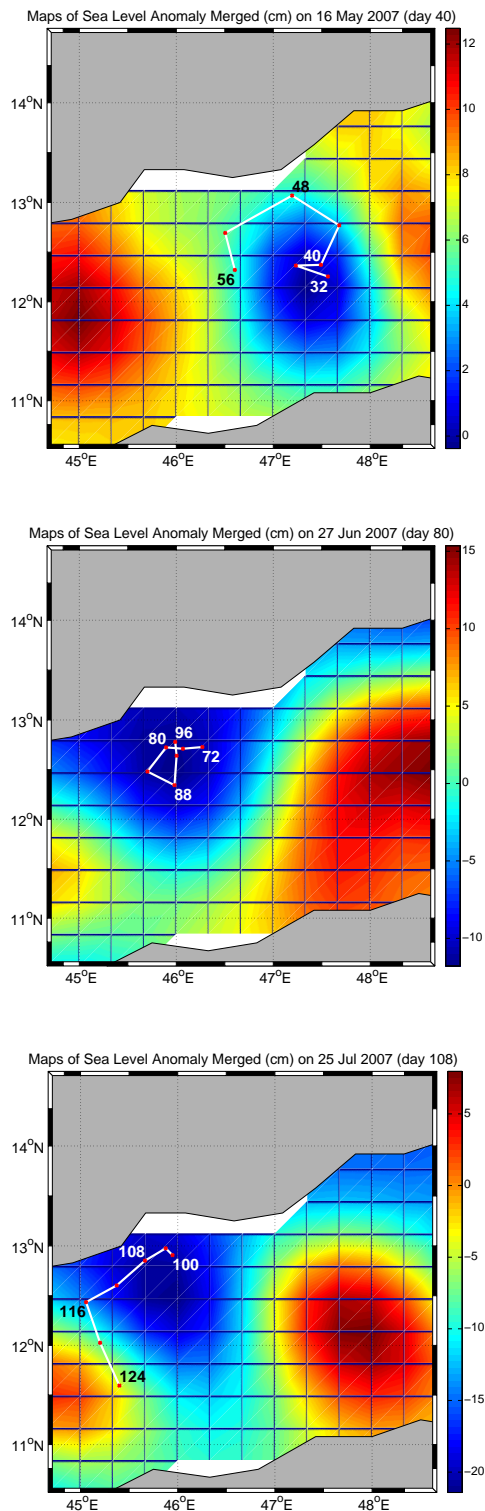 Maps of Sea Level Anomaly Merged (cm) on 16 May 2007 (day 40)
14°N
13°N
12°N
11°N
45°E 46°E 47°E 48°E
48
40
32
56
12
10
8
6
4
2
0
Maps of Sea Level Anomaly Merged (cm) on 27 Jun 2007 (day 80)
14°N
13°N
12°N
11°N
45°E 46°E 47°E 48°E
80 96
72
88
15
10
5
0
−5
−10
Maps of Sea Level Anomaly Merged (cm) on 25 Jul 2007 (day 108)
14°N
13°N
12°N
11°N
45°E 46°E 47°E 48°E
108
100
116
124
5
0
−5
−10
−15
−20